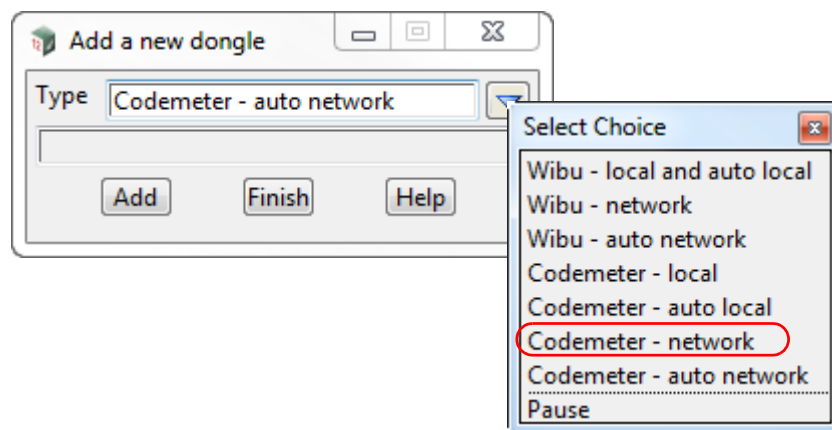 Add a new dongle
Type Codemeter - auto network
Add Finish Help
Select Choice
Wibu - local and auto local
Wibu - network
Wibu - auto network
Codemeter - local
Codemeter - auto local
Codemeter - network
Codemeter - auto network
Pause